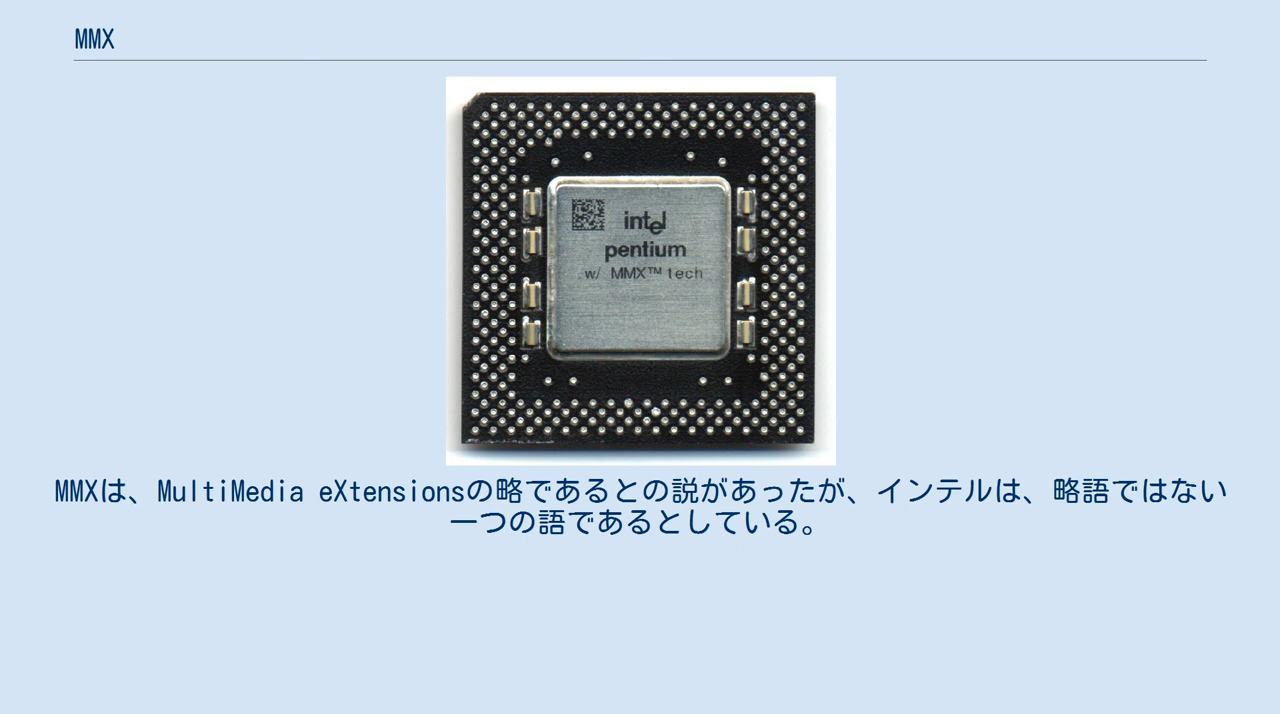 MMX
intel
pentium
w/ MMX™ tech
MMXは、MultiMedia eXtensionsの略であるとの説があったが、インテルは、略語ではない
一つの語であるとしている。